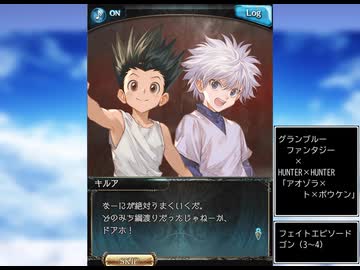 ON
Log
キルア
なーにが絶対うまくいくだ。
どのみち綱渡りだったじゃねーか、
ドアホ！
Skip
グランブルー
ファンタジー
×
HUNTER×HUNTER
「アオゾラ×
ト×ボウケン」
フェイトエピソード
ゴン（3～4）